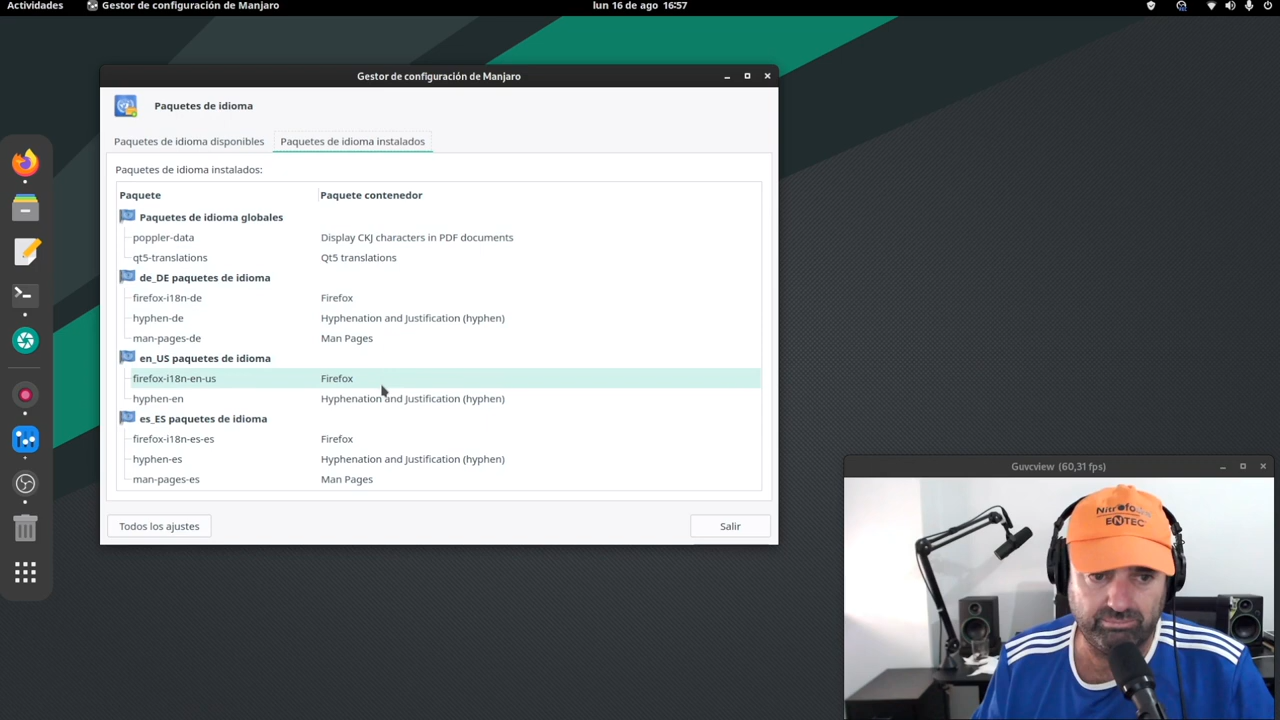 Actividades
Gestor de configuración de Manjaro
lun 16 de ago 16:57
Gestor de configuración de Manjaro
Paquetes de idioma
Paquetes de idioma disponibles
Paquetes de idioma instalados
Paquetes de idioma instalados:
Paquete Paquete contenedor
Paquetes de idioma globales
poppler-data Display CKJ characters in PDF documents
qt5-translations Qt5 translations
de_DE paquetes de idioma
firefox-i18n-de Firefox
hyphen-de Hyphenation and Justification (hyphen)
man-pages-de Man Pages
en_US paquetes de idioma
firefox-i18n-en-us Firefox
hyphen-en Hyphenation and Justification (hyphen)
es_ES paquetes de idioma
firefox-i18n-es-es Firefox
hyphen-es Hyphenation and Justification (hyphen)
man-pages-es Man Pages
Todos los ajustes
Salir
Guvcview (60,31 fps)
ENTEC